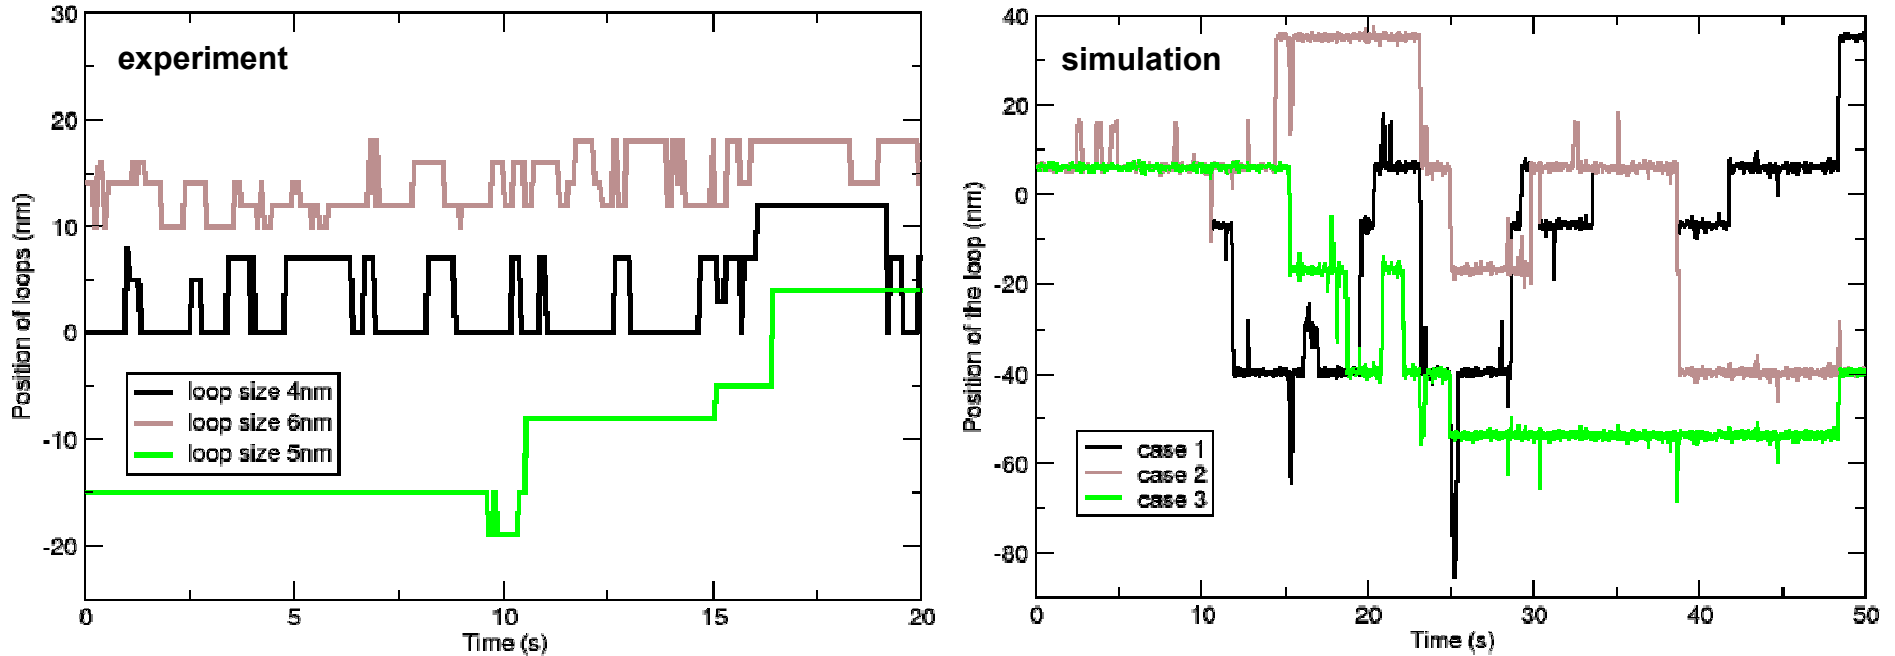 experiment
Position of loops (nm)
30
20
10
0
-10
-20
loop size 4nm
loop size 6nm
loop size 5nm
0 5 10 15 20
Time (s)
simulation
Position of the loop (nm)
40
20
0
-20
-40
-60
-80
case 1
case 2
case 3
0 10 20 30 40 50
Time (s)